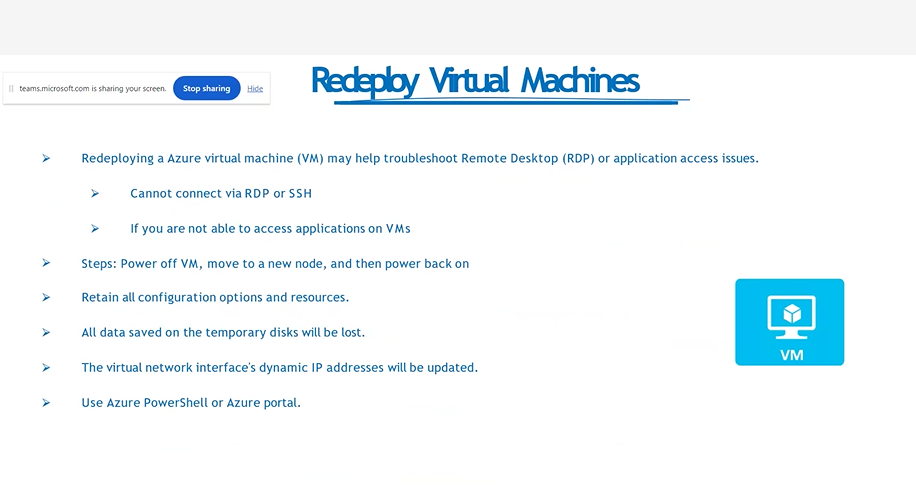 Redeploy Virtual Machines
teams.microsoft.com is sharing your screen. Stop sharing Hide
Redeploying a Azure virtual machine (VM) may help troubleshoot Remote Desktop (RDP) or application access issues.
Cannot connect via RDP or SSH
If you are not able to access applications on VMs
Steps: Power off VM, move to a new node, and then power back on
Retain all configuration options and resources.
All data saved on the temporary disks will be lost.
The virtual network interface's dynamic IP addresses will be updated.
Use Azure PowerShell or Azure portal.
VM